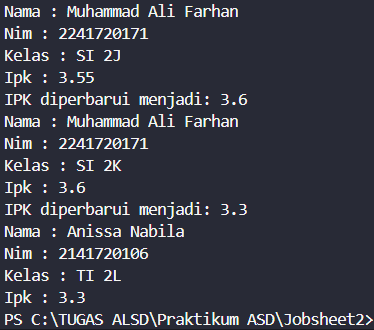 Nama : Muhammad Ali Farhan
Nim : 2241720171
Kelas : SI 2J
Ipk : 3.55
IPK diperbarui menjadi: 3.6
Nama : Muhammad Ali Farhan
Nim : 2241720171
Kelas : SI 2K
Ipk : 3.6
IPK diperbarui menjadi: 3.3
Nama : Anissa Nabila
Nim : 2141720106
Kelas : TI 2L
Ipk : 3.3
PS C:\TUGAS ALSD\Praktikum ASD\Jobsheet2>